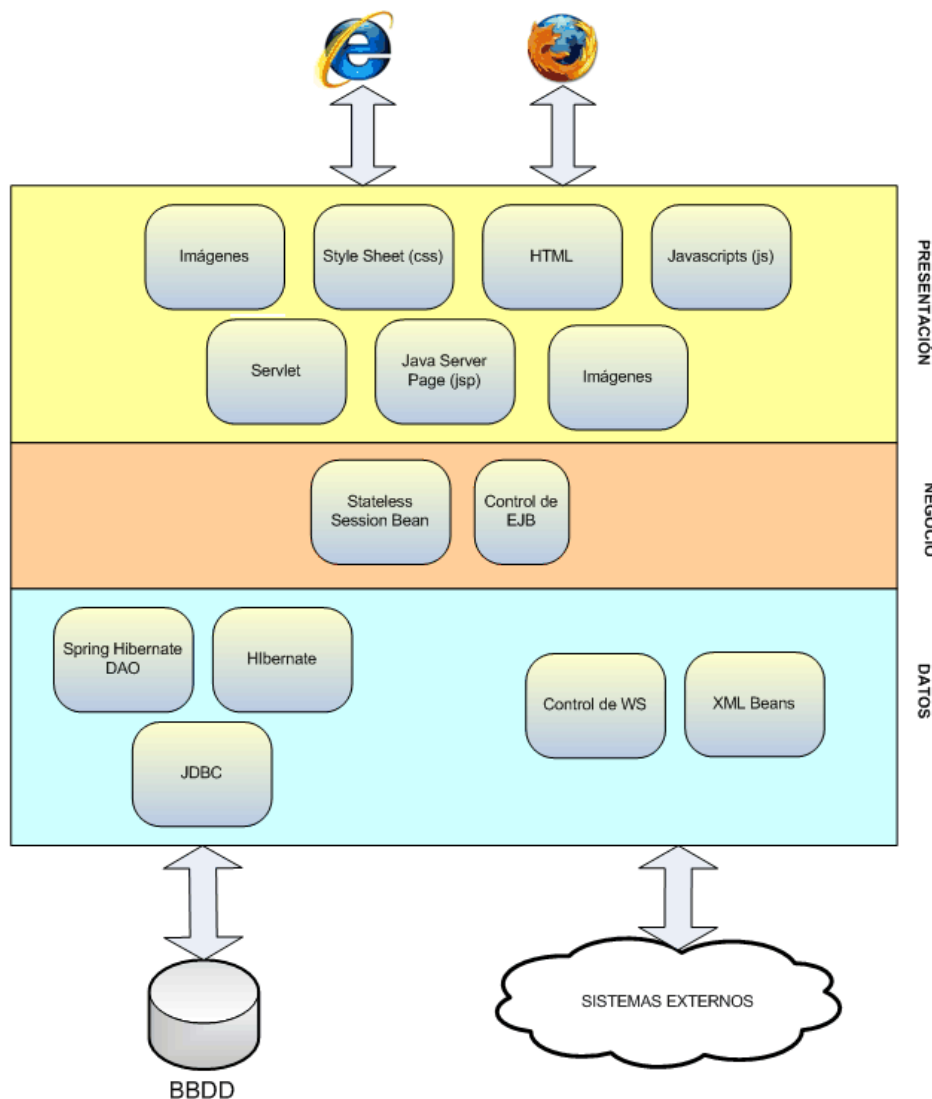 Imágenes
Style Sheet (css)
HTML
Javascripts (js)
PRESENTACIÓN
Servlet
Java Server
Page (jsp)
Imágenes
Stateless
Session Bean
Control de
EJB
NEGOCIO
Spring Hibernate
DAO
HIbernate
Control de WS
XML Beans
DATOS
JDBC
SISTEMAS EXTERNOS
BBDD